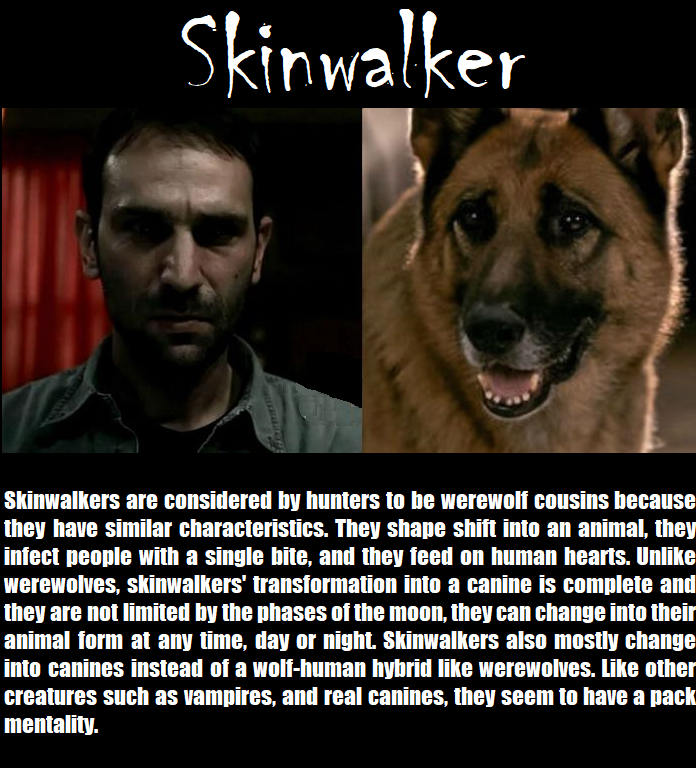 Skinwalker
Skinwalkers are considered by hunters to be werewolf cousins because
they have similar characteristics. They shape shift into an animal, they
infect people with a single bite, and they feed on human hearts. Unlike
werewolves, skinwalkers' transformation into a canine is complete and
they are not limited by the phases of the moon, they can change into their
animal form at any time, day or night. Skinwalkers also mostly change
into canines instead of a wolf-human hybrid like werewolves. Like other
creatures such as vampires, and real canines, they seem to have a pack
mentality.